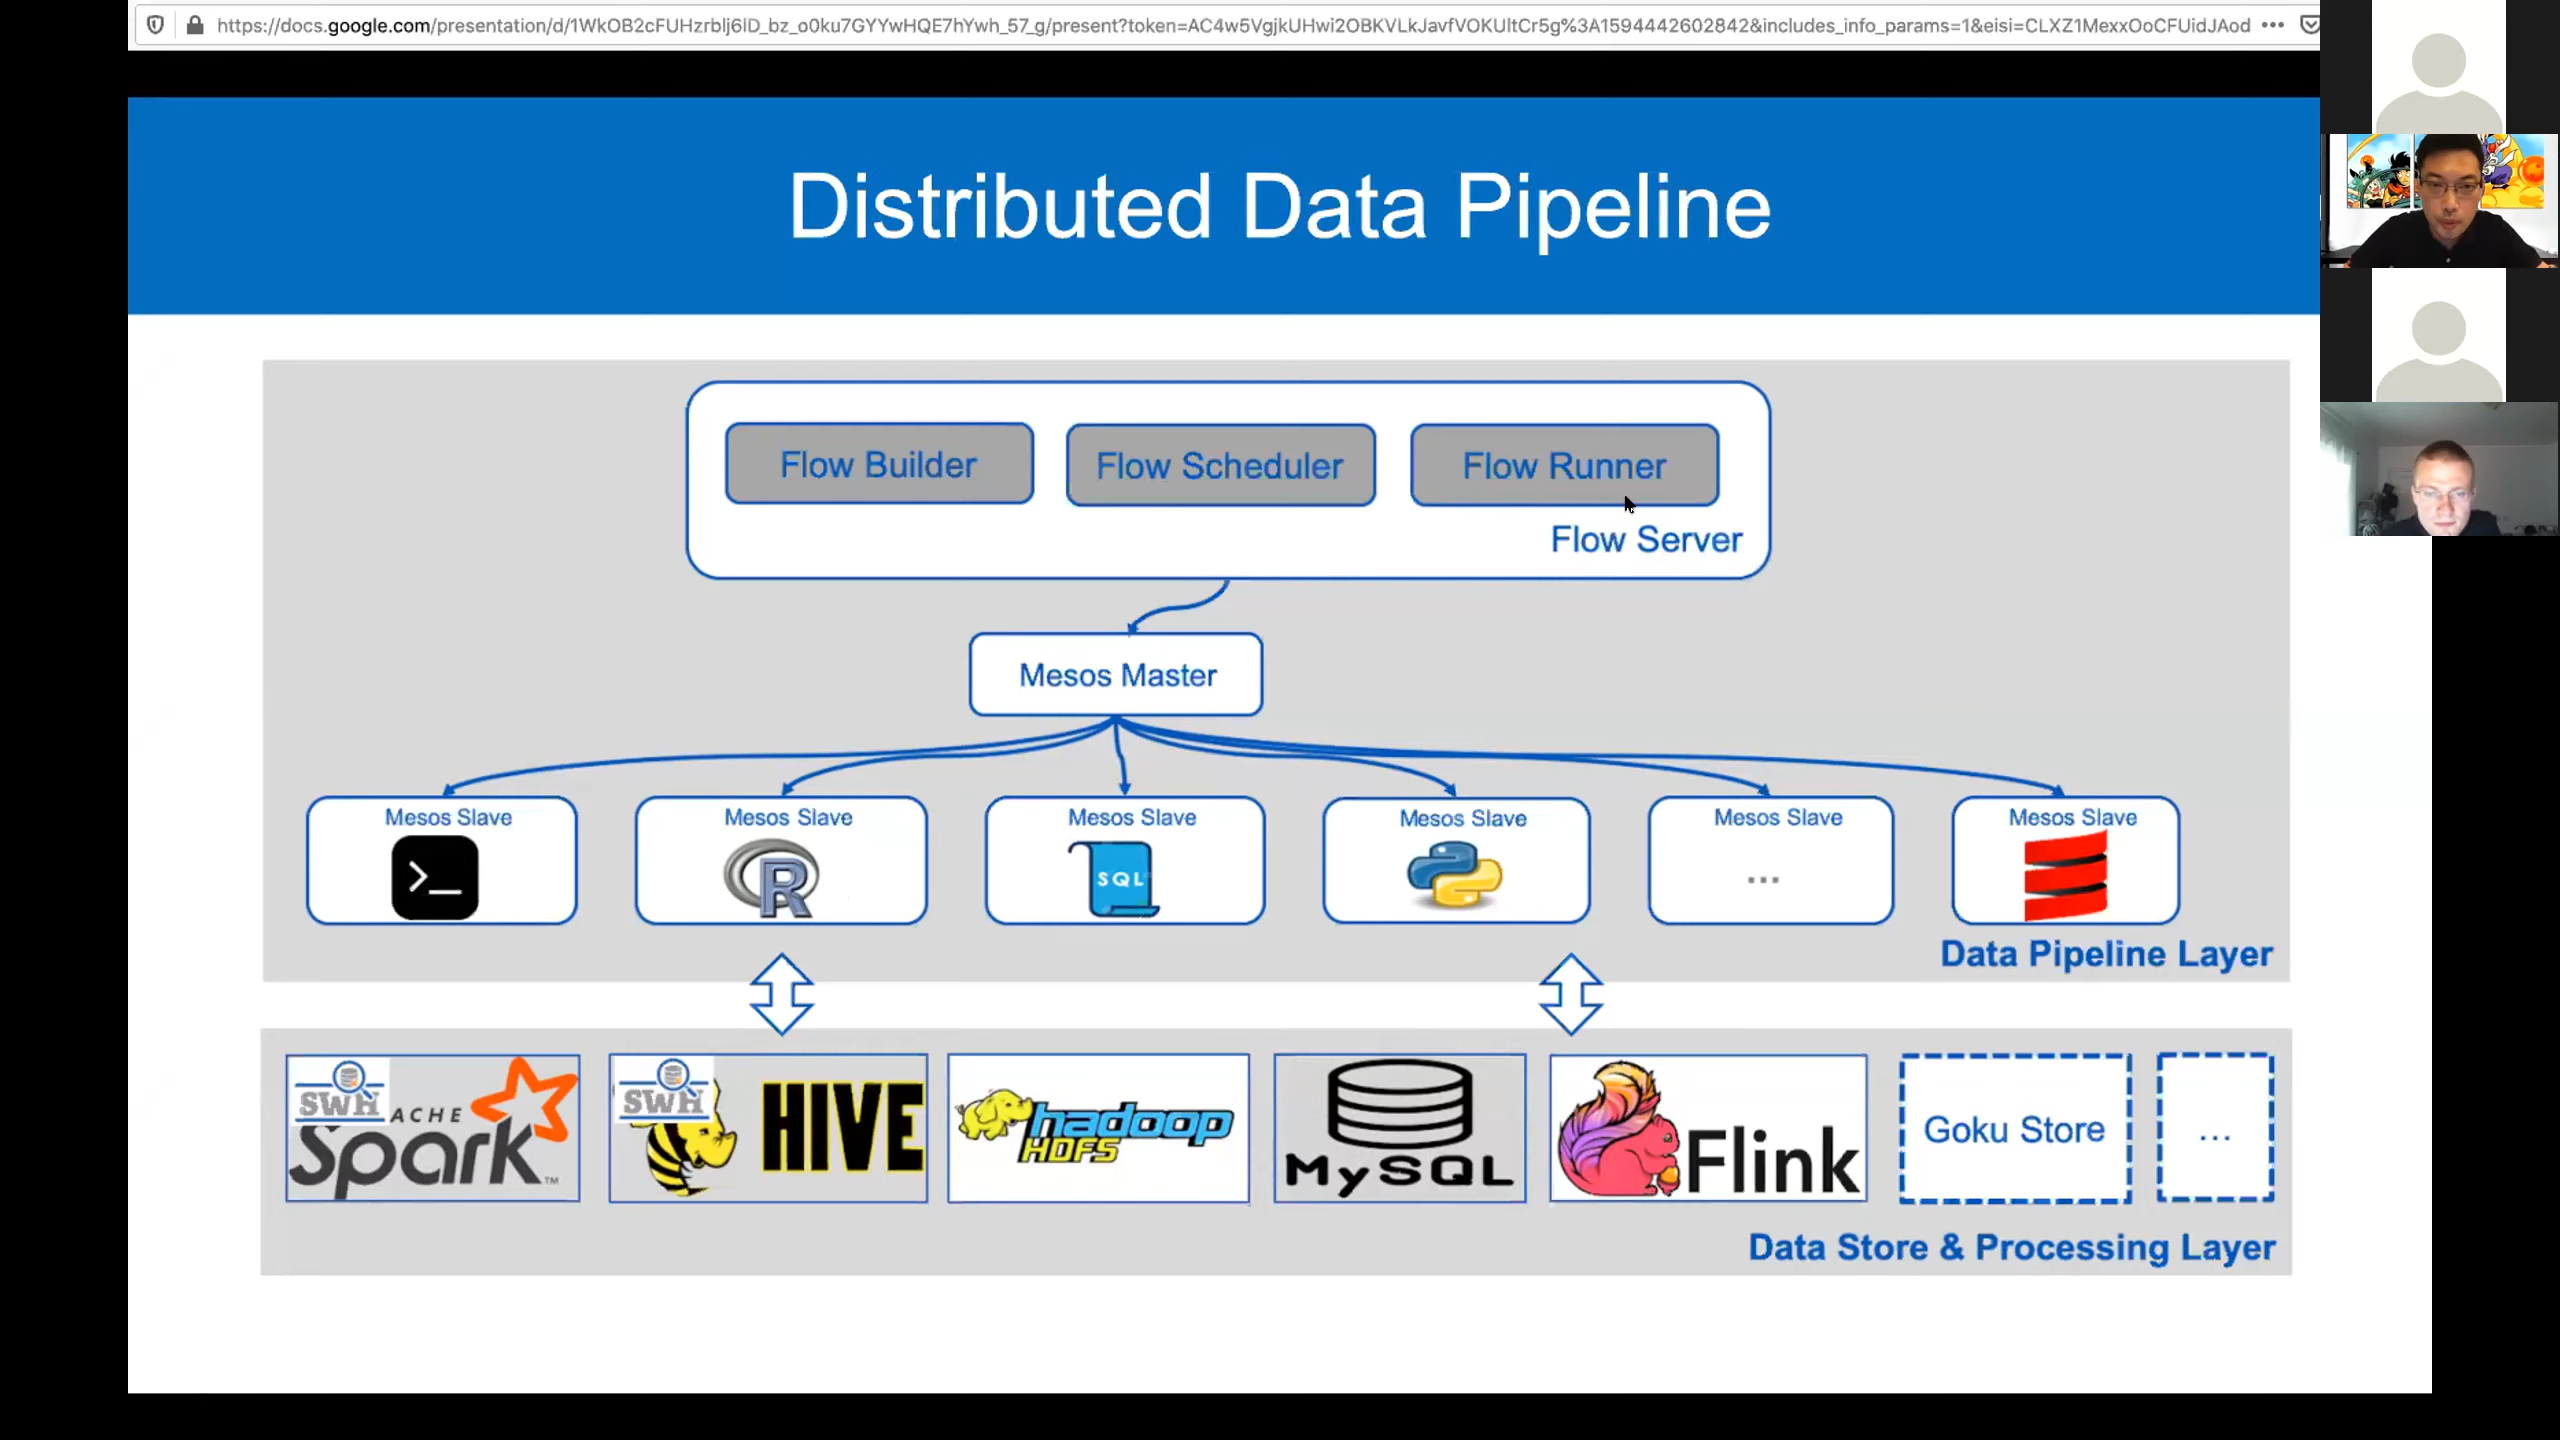 https://docs.google.com/presentation/d/1WkOB2cFUHzrblj6lD_bz_o0ku7GYYwHQE7hYwh_57_g/present?token=AC4w5VgjkUHwi2OBKVLkJavfVOKUltCr5g%3A1594442602842&includes_info_params=1&eisi=CLXZ1MexxOoCFUidJAod
Distributed Data Pipeline
Flow Builder
Flow Scheduler
Flow Runner
Flow Server
Mesos Master
Mesos Slave
Mesos Slave
Mesos Slave
Mesos Slave
Mesos Slave
Mesos Slave
>_
R
SQL
...
Data Pipeline Layer
SWH
ACHE
Spark™
SWH
HIVE
hadoop
HDFS
MySQL
Flink
Goku Store
...
Data Store & Processing Layer